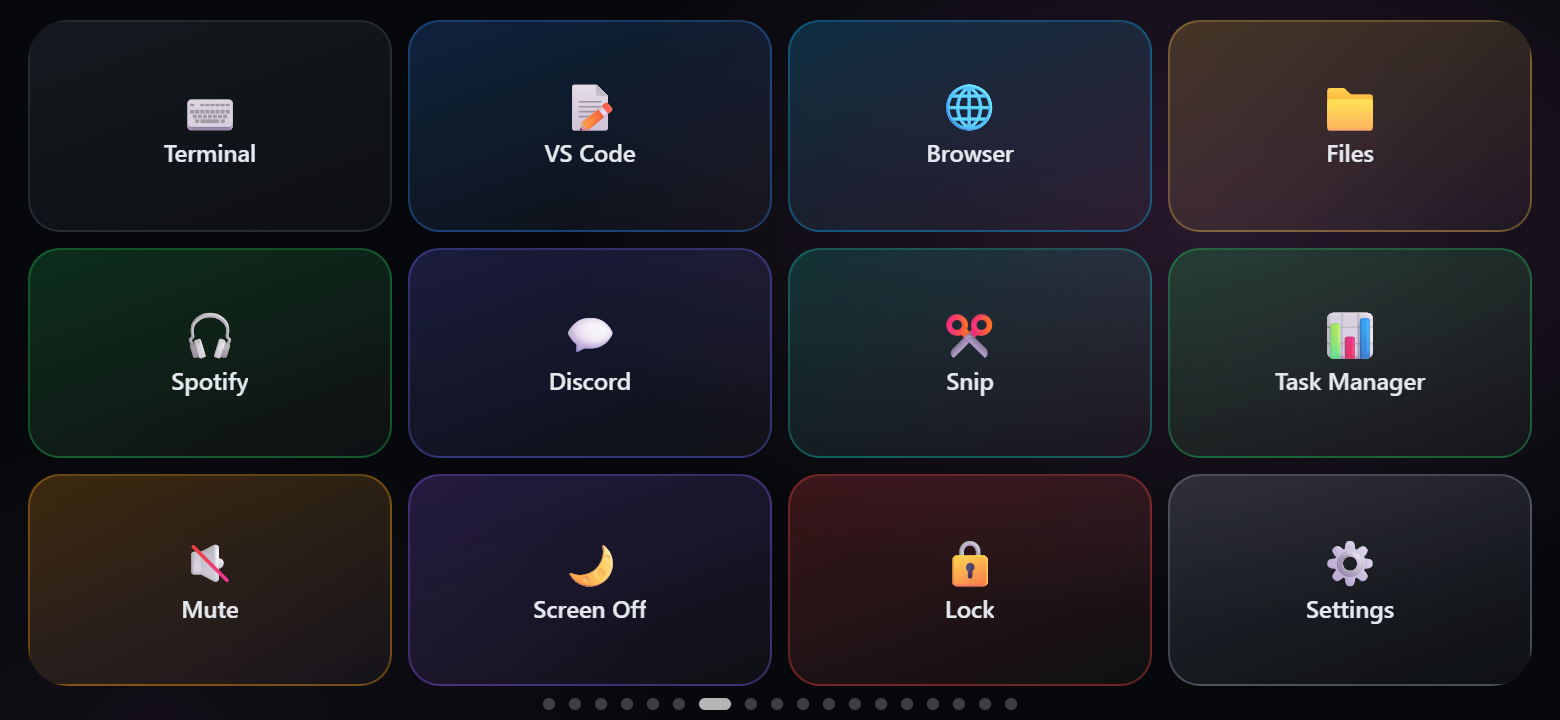 Terminal
VS Code
Browser
Files
Spotify
Discord
Snip
Task Manager
Mute
Screen Off
Lock
Settings